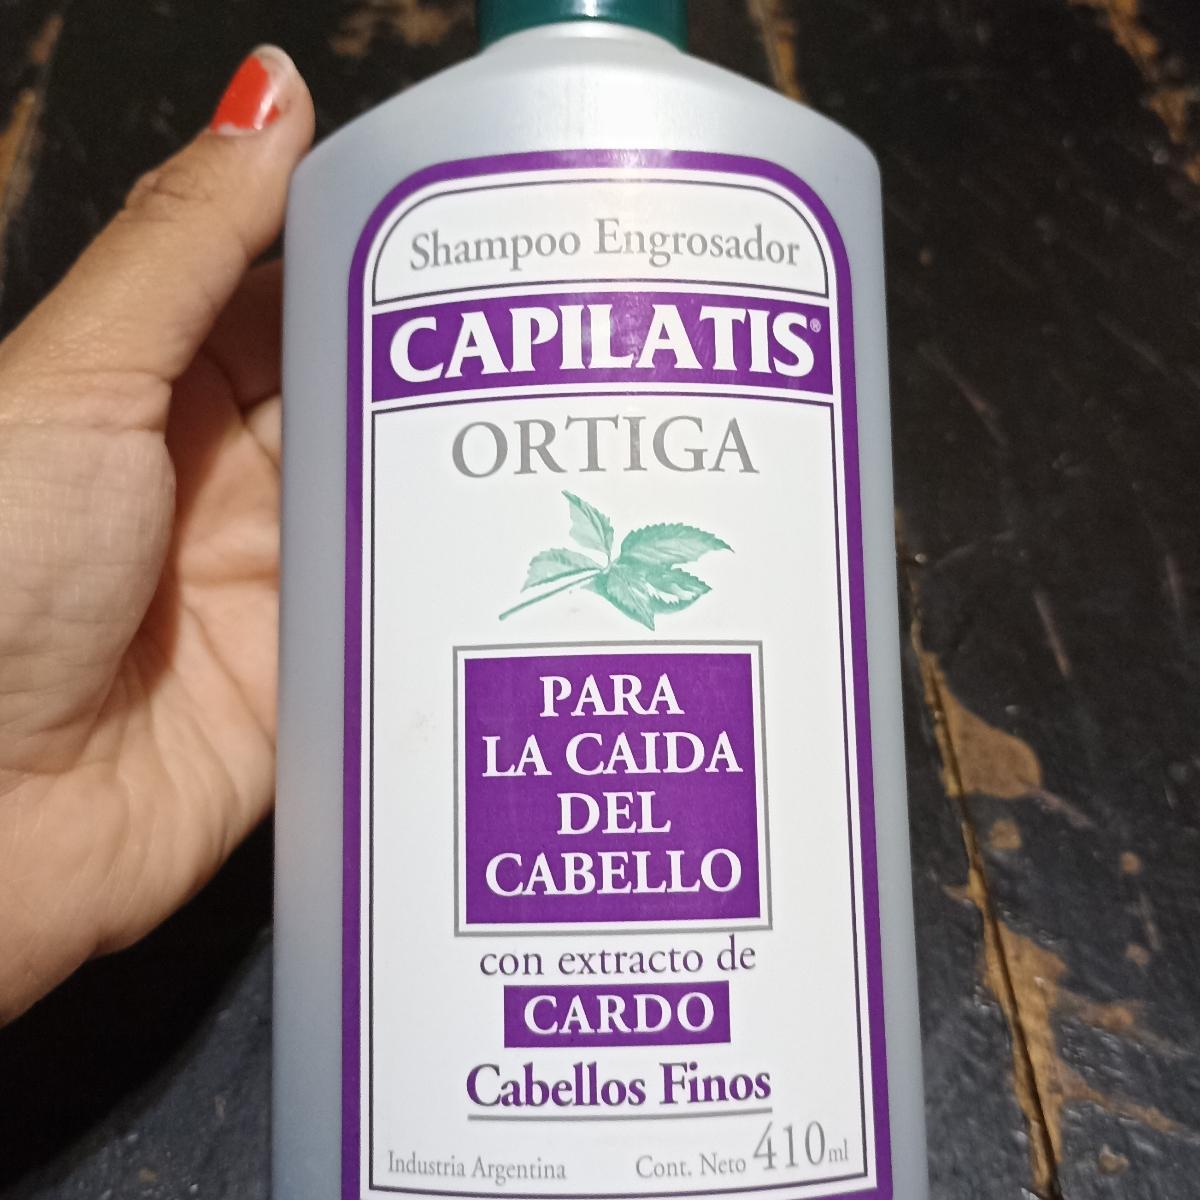 Shampoo Engrosador
CAPILATIS®
ORTIGA
PARA
LA CAIDA
DEL
CABELLO
con extracto de
CARDO
Cabellos Finos
Industria Argentina
Cont. Neto 410ml